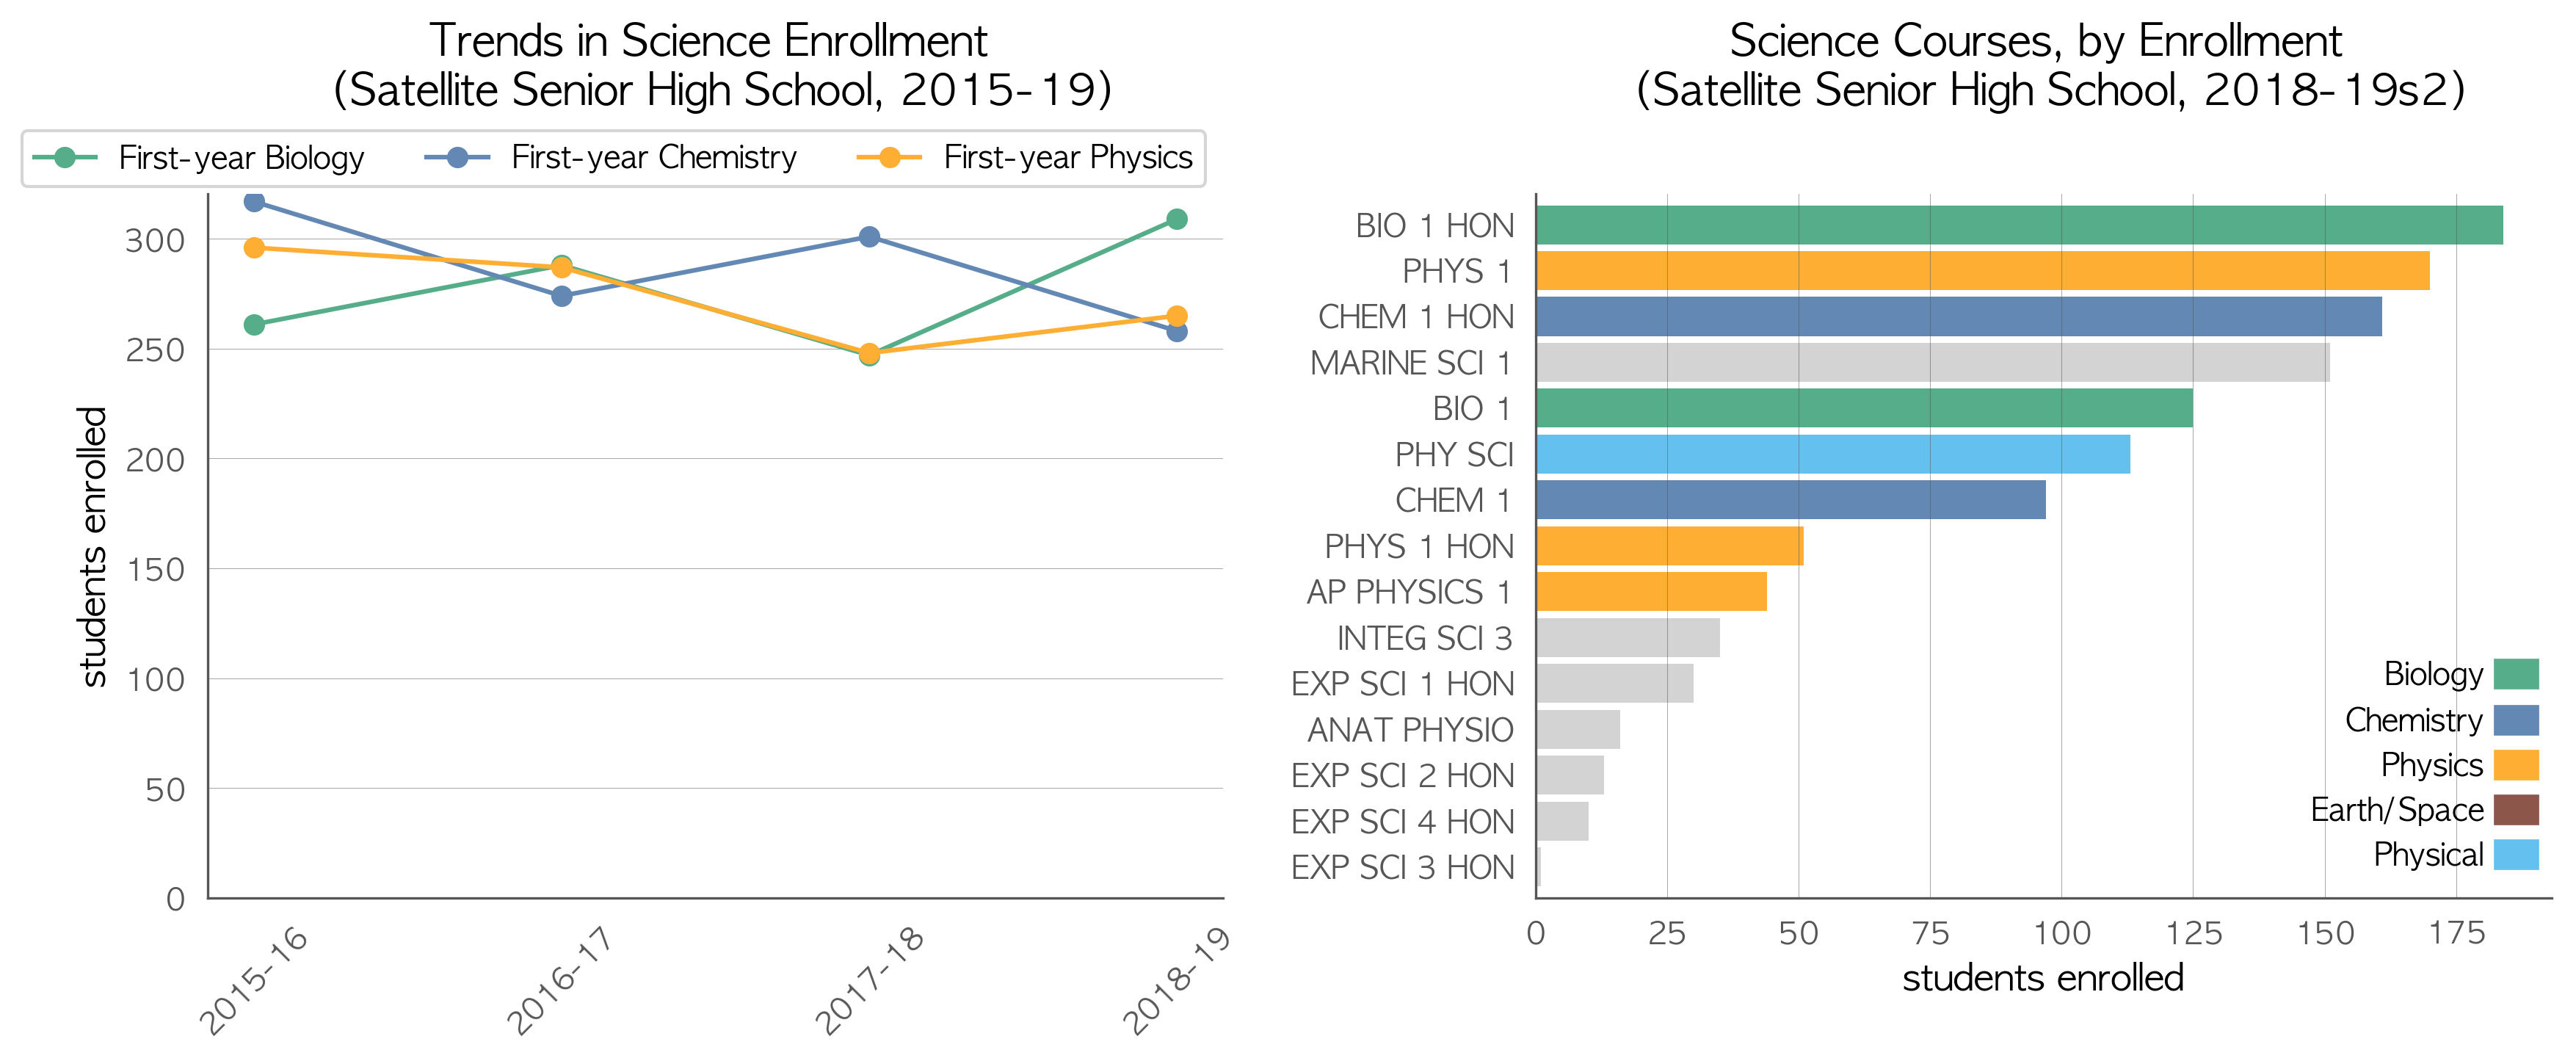 Trends in Science Enrollment
(Satellite Senior High School, 2015-19)
First-year Biology
First-year Chemistry
First-year Physics
students enrolled
300
250
200
150
100
50
0
2015-16
2016-17
2017-18
2018-19
Science Courses, by Enrollment
(Satellite Senior High School, 2018-19s2)
BIO 1 HON
PHYS 1
CHEM 1 HON
MARINE SCI 1
BIO 1
PHY SCI
CHEM 1
PHYS 1 HON
AP PHYSICS 1
INTEG SCI 3
EXP SCI 1 HON
ANAT PHYSIO
EXP SCI 2 HON
EXP SCI 4 HON
EXP SCI 3 HON
Biology
Chemistry
Physics
Earth/Space
Physical
0 25 50 75 100 125 150 175
students enrolled